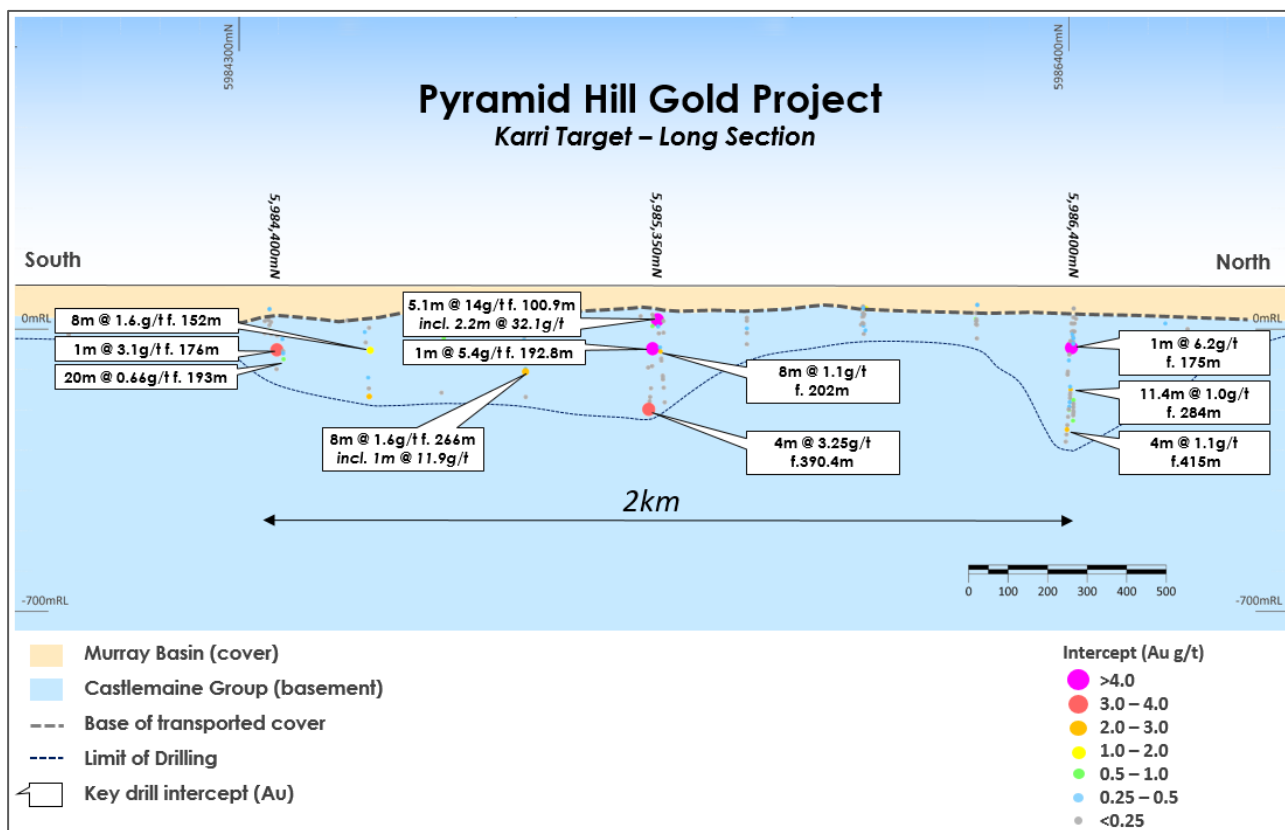 5984300mN
5986400mN
Pyramid Hill Gold Project
Karri Target – Long Section
5,984,400mN
5,985,350mN
5,986,400mN
South
North
0mRL
0mRL
8m @ 1.6.g/t f. 152m
1m @ 3.1g/t f. 176m
20m @ 0.66g/t f. 193m
5.1m @ 14g/t f. 100.9m
incl. 2.2m @ 32.1g/t
1m @ 5.4g/t f. 192.8m
8m @ 1.6g/t f. 266m
incl. 1m @ 11.9g/t
8m @ 1.1g/t
f. 202m
4m @ 3.25g/t
f.390.4m
1m @ 6.2g/t
f. 175m
11.4m @ 1.0g/t
f. 284m
4m @ 1.1g/t
f.415m
2km
0 100 200 300 400 500
-700mRL
-700mRL
Murray Basin (cover)
Castlemaine Group (basement)
Base of transported cover
Limit of Drilling
Key drill intercept (Au)
Intercept (Au g/t)
>4.0
3.0 – 4.0
2.0 – 3.0
1.0 – 2.0
0.5 – 1.0
0.25 – 0.5
<0.25